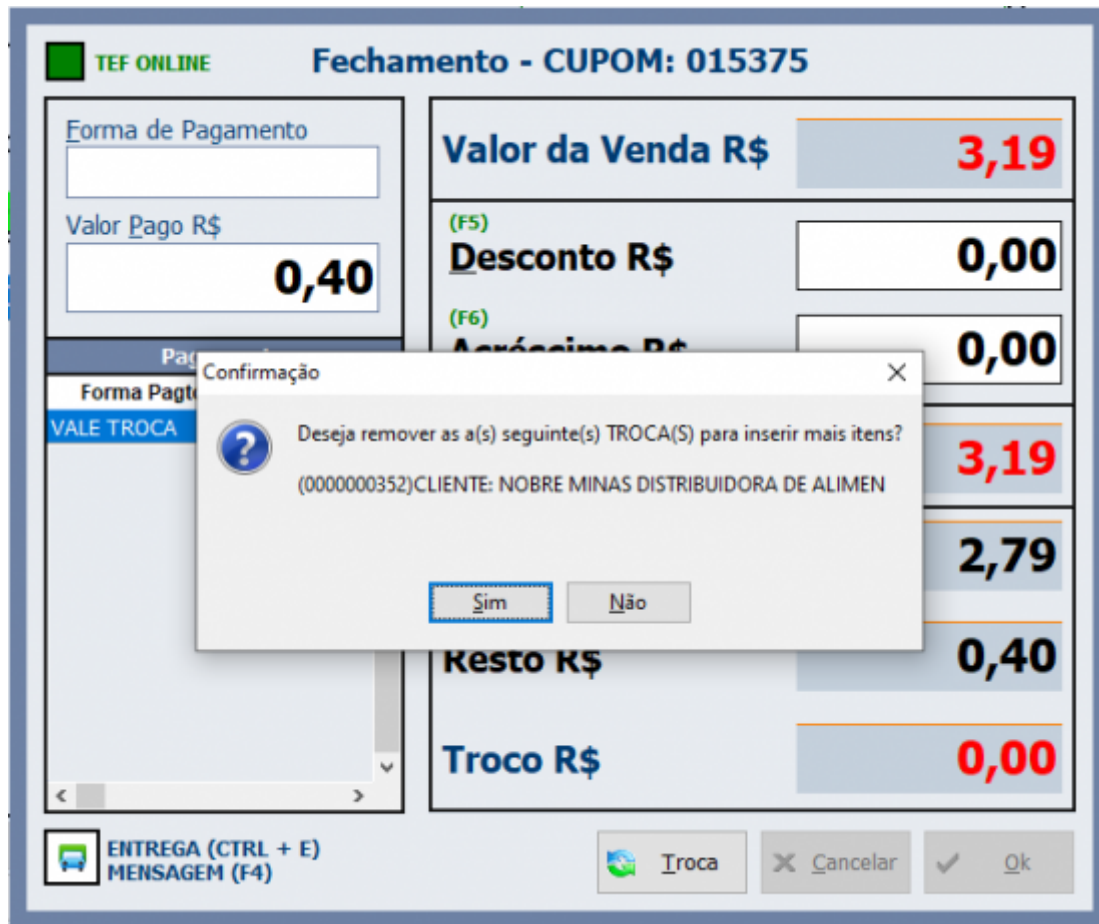 TEF ONLINE
Fechamento - CUPOM: 015375
Forma de Pagamento
Valor Pago R$
0,40
Forma Pagto
VALE TROCA
Valor da Venda R$
3,19
(F5)
Desconto R$
0,00
(F6)
Acréscimo R$
0,00
3,19
2,79
Resto R$
0,40
Troco R$
0,00
Confirmação
Deseja remover as a(s) seguinte(s) TROCA(S) para inserir mais itens?
(0000000352)CLIENTE: NOBRE MINAS DISTRIBUIDORA DE ALIMEN
Sim
Não
ENTREGA (CTRL + E)
MENSAGEM (F4)
Troca
Cancelar
Ok